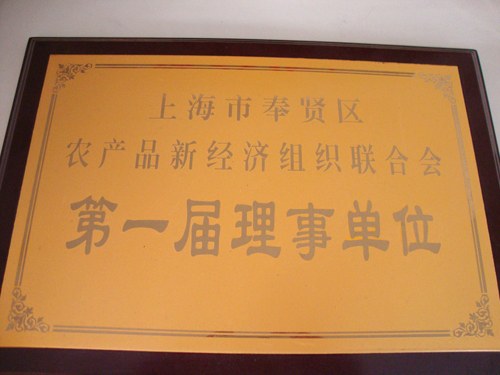 上海市奉贤区
农产品新经济组织联合会
第一届理事单位